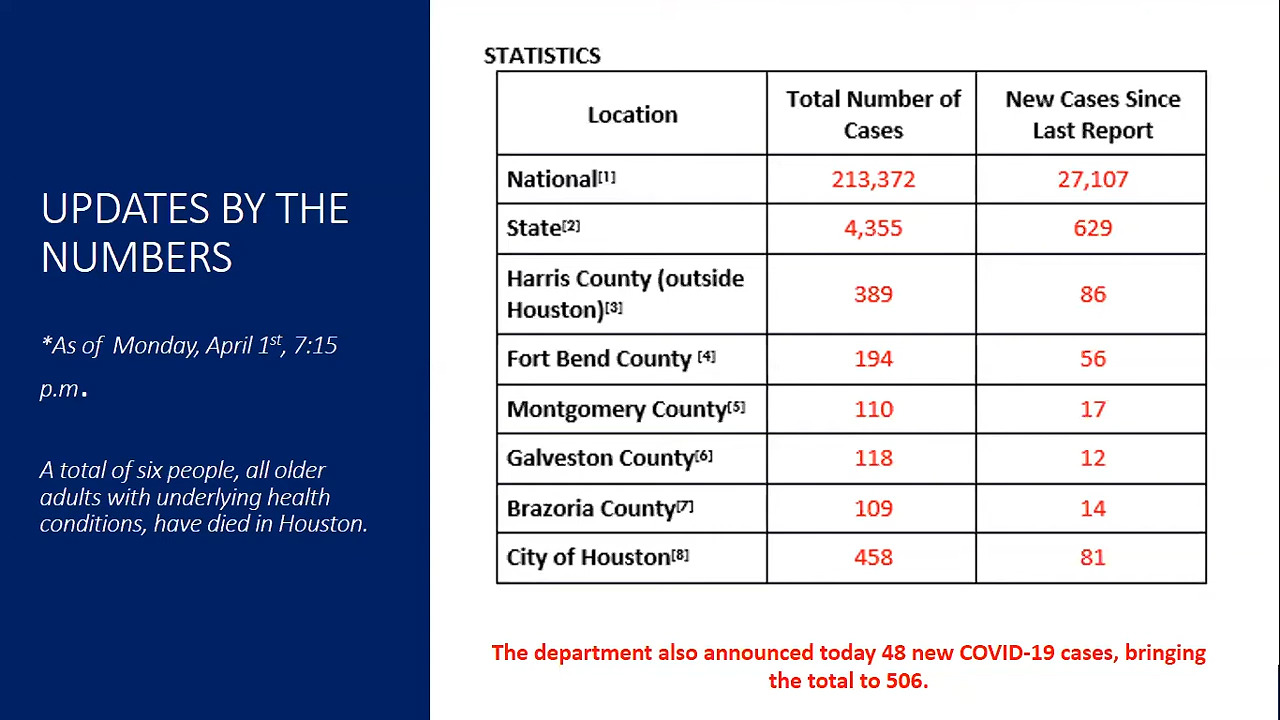 UPDATES BY THE
NUMBERS
*As of  Monday, April 1st, 7:15
p.m.
A total of six people, all older
adults with underlying health
conditions, have died in Houston.
STATISTICS
Location
Total Number of
Cases
New Cases Since
Last Report
National[1] 213,372 27,107
State[2] 4,355 629
Harris County (outside
Houston)[3] 389 86
Fort Bend County [4] 194 56
Montgomery County[5] 110 17
Galveston County[6] 118 12
Brazoria County[7] 109 14
City of Houston[8] 458 81
The department also announced today 48 new COVID-19 cases, bringing
the total to 506.